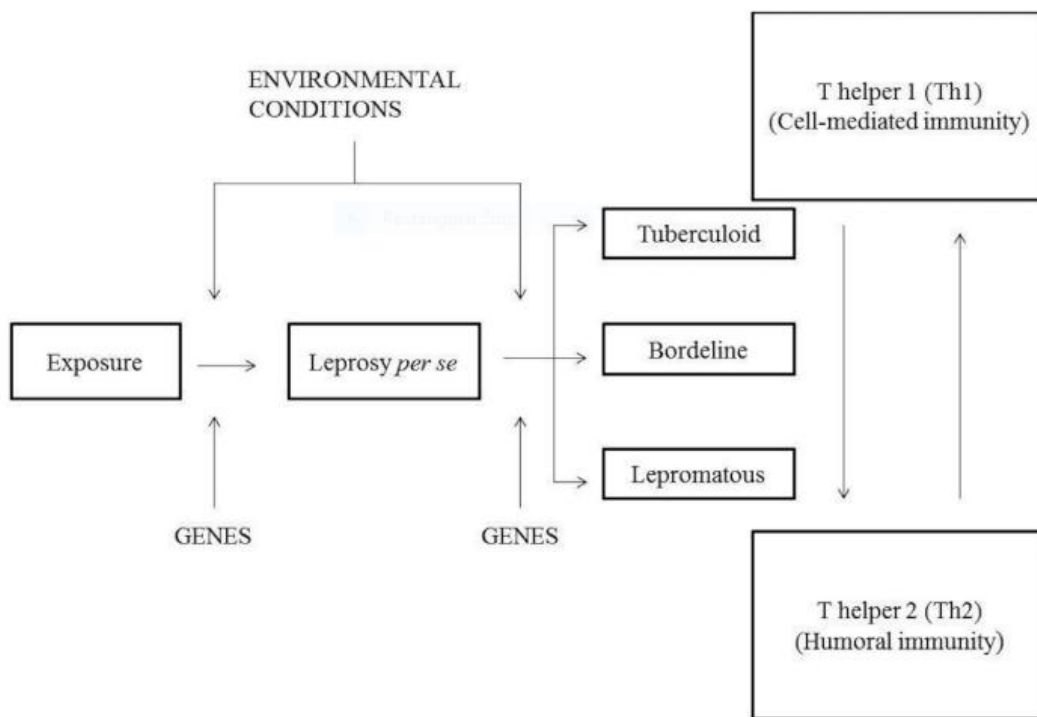 ENVIRONMENTAL
CONDITIONS
T helper 1 (Th1)
(Cell-mediated immunity)
Tuberculoid
Exposure
Leprosy per se
Bordeline
Lepromatous
GENES
GENES
T helper 2 (Th2)
(Humoral immunity)